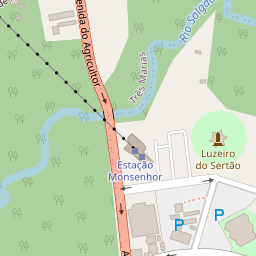 enida do Agricultor
Rio Salgad
Três Marias
Estação
Monsenhor
Luzeiro
do Sertão
P
P
A